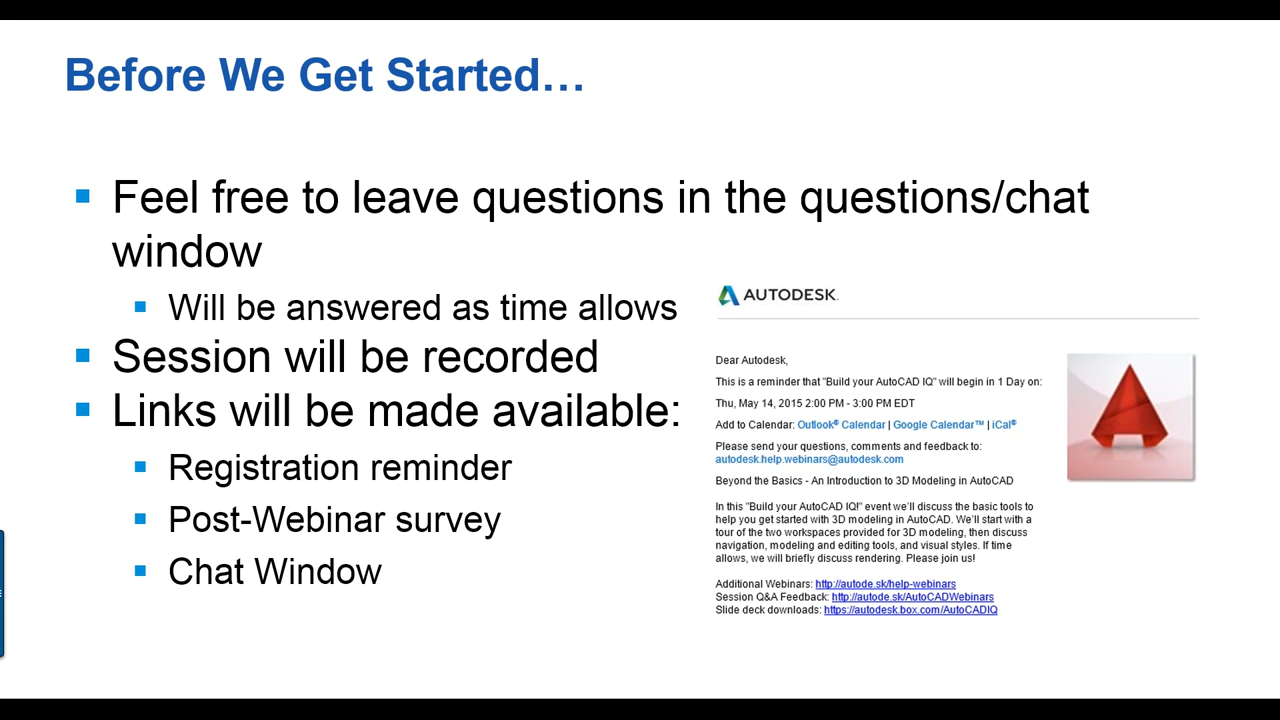 Before We Get Started…
Feel free to leave questions in the questions/chat
window
Will be answered as time allows
Session will be recorded
Links will be made available:
Registration reminder
Post-Webinar survey
Chat Window
AUTODESK.
Dear Autodesk,
This is a reminder that "Build your AutoCAD IQ" will begin in 1 Day on:
Thu, May 14, 2015 2:00 PM - 3:00 PM EDT
Add to Calendar: Outlook® Calendar | Google Calendar™ | iCal®
Please send your questions, comments and feedback to:
autodesk.help.webinars@autodesk.com
Beyond the Basics - An Introduction to 3D Modeling in AutoCAD
In this "Build your AutoCAD IQ!" event we'll discuss the basic tools to
help you get started with 3D modeling in AutoCAD. We'll start with a
tour of the two workspaces provided for 3D modeling, then discuss
navigation, modeling and editing tools, and visual styles. If time
allows, we will briefly discuss rendering. Please join us!
Additional Webinars: http://autode.sk/help-webinars
Session Q&A Feedback: http://autode.sk/AutoCADWebinars
Slide deck downloads: https://autodesk.box.com/AutoCADIQ